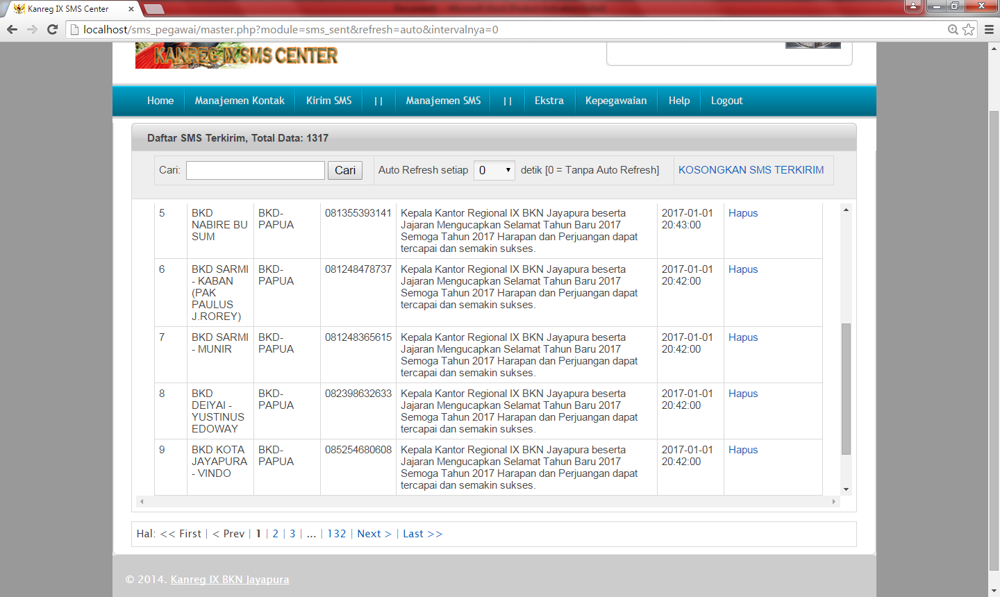 Kanreg IX SMS Center
localhost/sms_pegawai/master.php?module=sms_sent&refresh=auto&intervalnya=0
KANREG IX SMS CENTER
Home Manajemen Kontak Kirim SMS | | Manajemen SMS | | Ekstra Kepegawaian Help Logout
Daftar SMS Terkirim, Total Data: 1317
Cari: Cari Auto Refresh setiap 0 detik [0 = Tanpa Auto Refresh] KOSONGKAN SMS TERKIRIM
5 BKD BKD- 081355393141 Kepala Kantor Regional IX BKN Jayapura beserta 2017-01-01 Hapus
NABIRE BU PAPUA Jajaran Mengucapkan Selamat Tahun Baru 2017 20:43:00
SUM Semoga Tahun 2017 Harapan dan Perjuangan dapat
tercapai dan semakin sukses.
6 BKD SARMI BKD- 081248478737 Kepala Kantor Regional IX BKN Jayapura beserta 2017-01-01 Hapus
- KABAN PAPUA Jajaran Mengucapkan Selamat Tahun Baru 2017 20:42:00
(PAK Semoga Tahun 2017 Harapan dan Perjuangan dapat
PAULUS tercapai dan semakin sukses.
J.ROREY)
7 BKD SARMI BKD- 081248365615 Kepala Kantor Regional IX BKN Jayapura beserta 2017-01-01 Hapus
- MUNIR PAPUA Jajaran Mengucapkan Selamat Tahun Baru 2017 20:42:00
Semoga Tahun 2017 Harapan dan Perjuangan dapat
tercapai dan semakin sukses.
8 BKD BKD- 082398632633 Kepala Kantor Regional IX BKN Jayapura beserta 2017-01-01 Hapus
DEIYAI - PAPUA Jajaran Mengucapkan Selamat Tahun Baru 2017 20:42:00
YUSTINUS Semoga Tahun 2017 Harapan dan Perjuangan dapat
EDOWAY tercapai dan semakin sukses.
9 BKD KOTA BKD- 085254680608 Kepala Kantor Regional IX BKN Jayapura beserta 2017-01-01 Hapus
JAYAPURA PAPUA Jajaran Mengucapkan Selamat Tahun Baru 2017 20:42:00
- VINDO Semoga Tahun 2017 Harapan dan Perjuangan dapat
tercapai dan semakin sukses.
Hal: << First | < Prev | 1 | 2 | 3 | ... | 132 | Next > | Last >>
© 2014. Kanreg IX BKN Jayapura